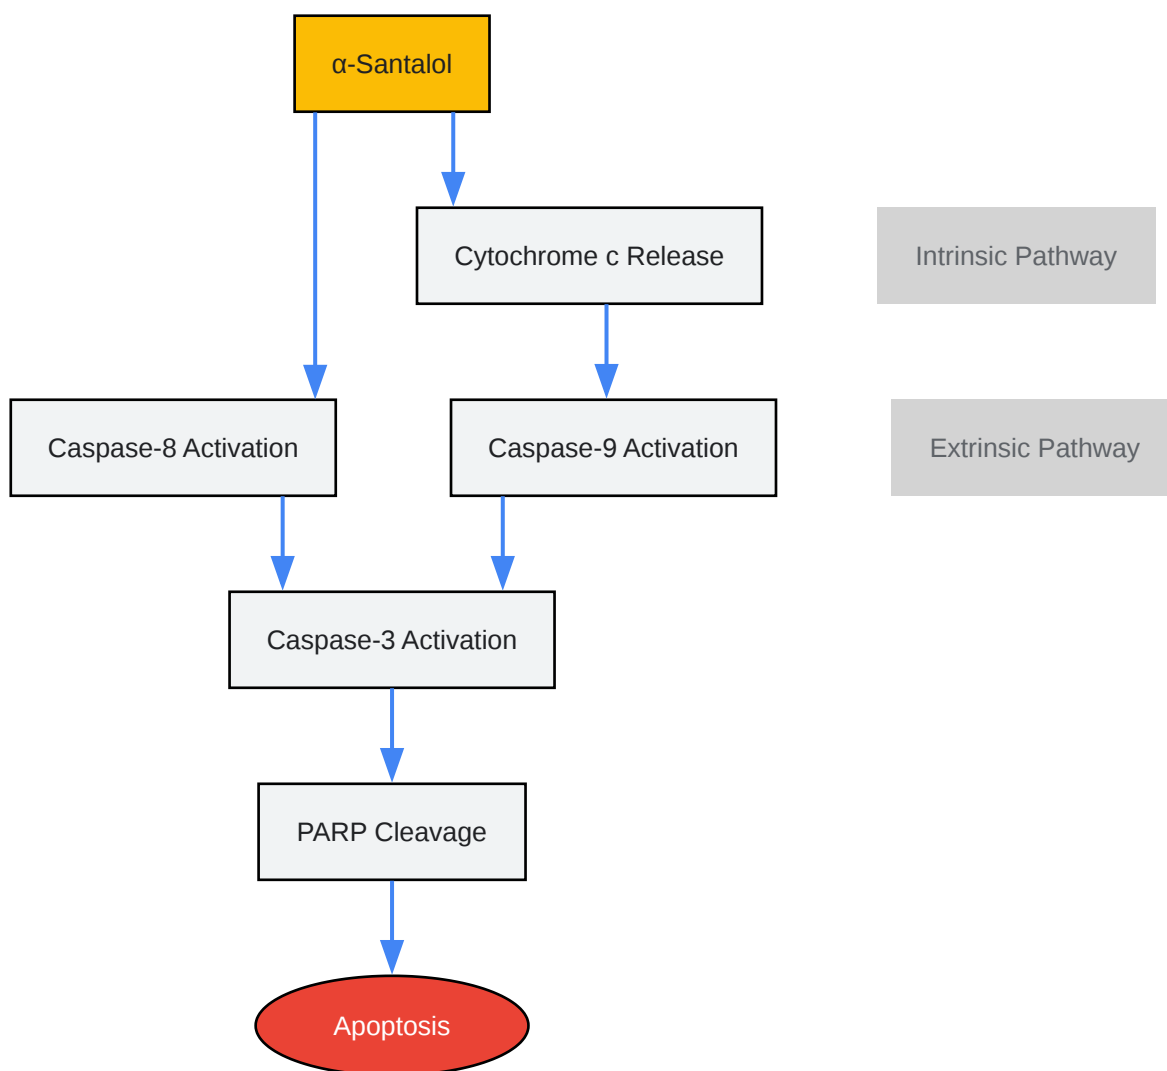 α-Santalol
Cytochrome c Release
Intrinsic Pathway
Caspase-8 Activation
Caspase-9 Activation
Extrinsic Pathway
Caspase-3 Activation
PARP Cleavage
Apoptosis